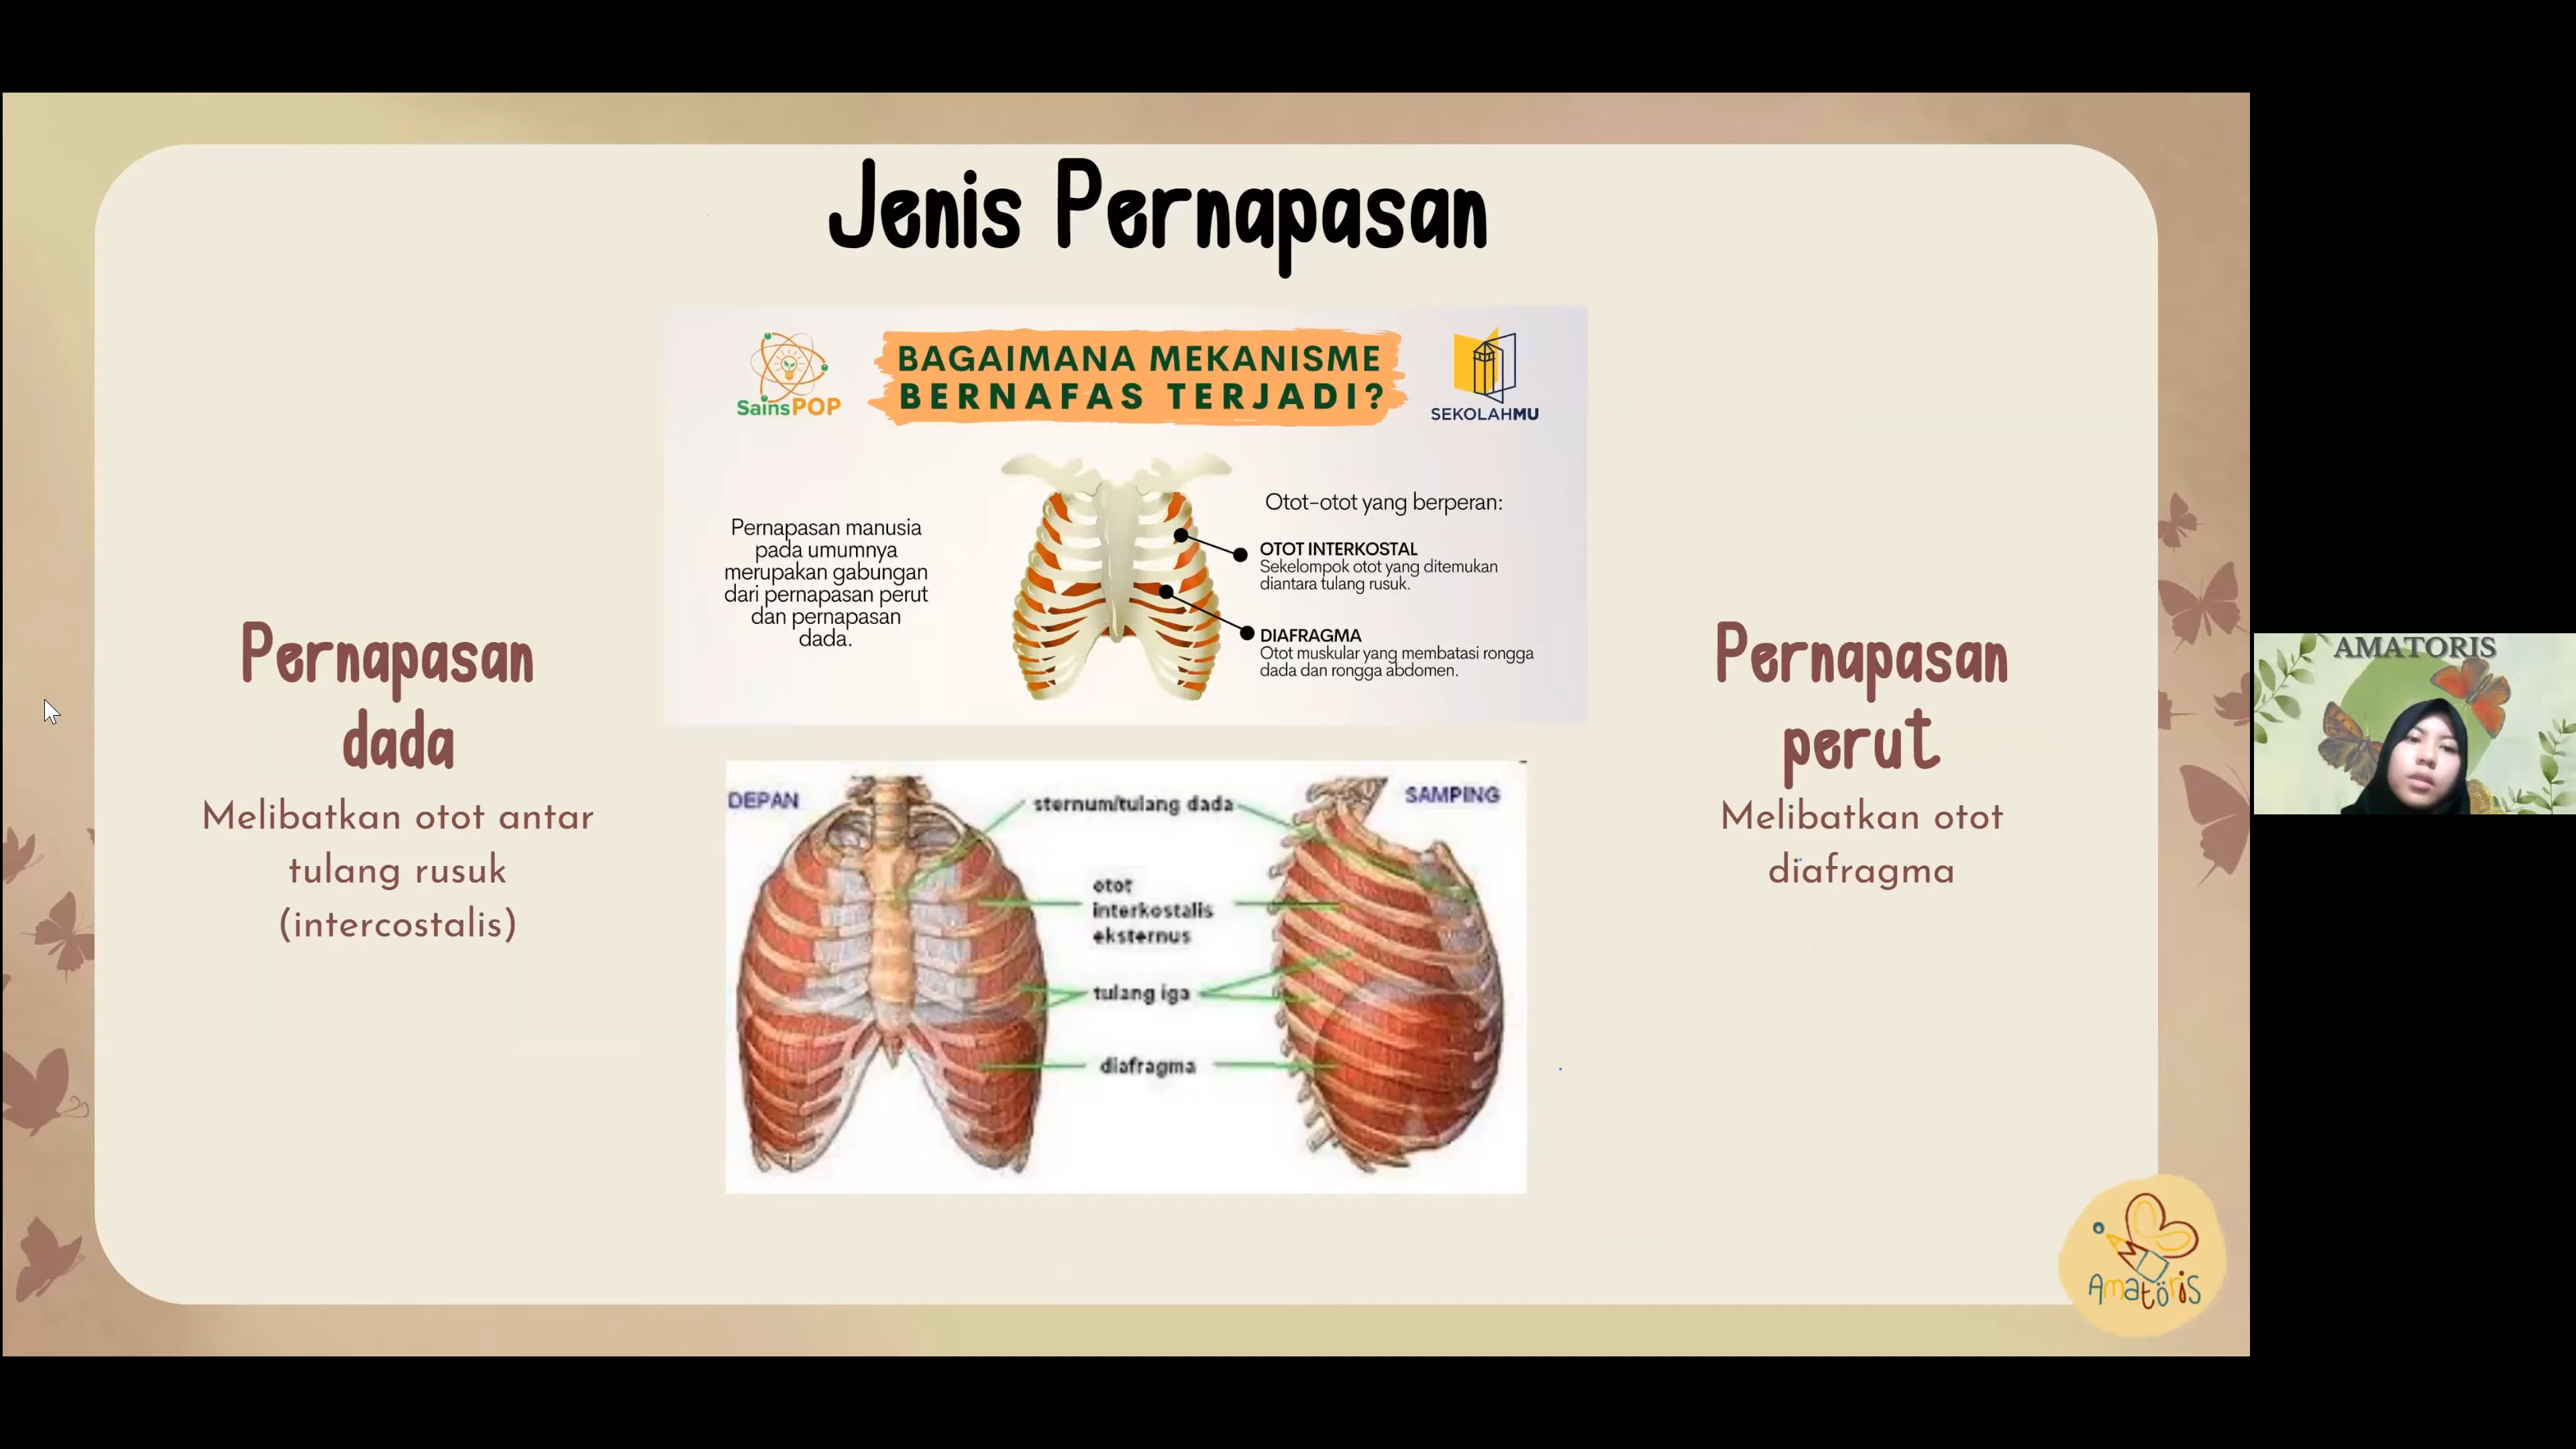 Jenis Pernapasan
SainsPOP
BAGAIMANA MEKANISME
BERNAFAS TERJADI?
SEKOLAHMU
Pernapasan manusia
pada umumnya
merupakan gabungan
dari pernapasan perut
dan pernapasan
dada.
Otot-otot yang berperan:
OTOT INTERKOSTAL
Sekelompok otot yang ditemukan
diantara tulang rusuk.
DIAFRAGMA
Otot muskular yang membatasi rongga
dada dan rongga abdomen.
Pernapasan
dada
Melibatkan otot antar
tulang rusuk
(intercostalis)
DEPAN
sternum/tulang dada
SAMPING
otot
interkostalis
eksternus
tulang iga
diafragma
Pernapasan
perut
Melibatkan otot
diafragma
AMATORIS
Amatöris